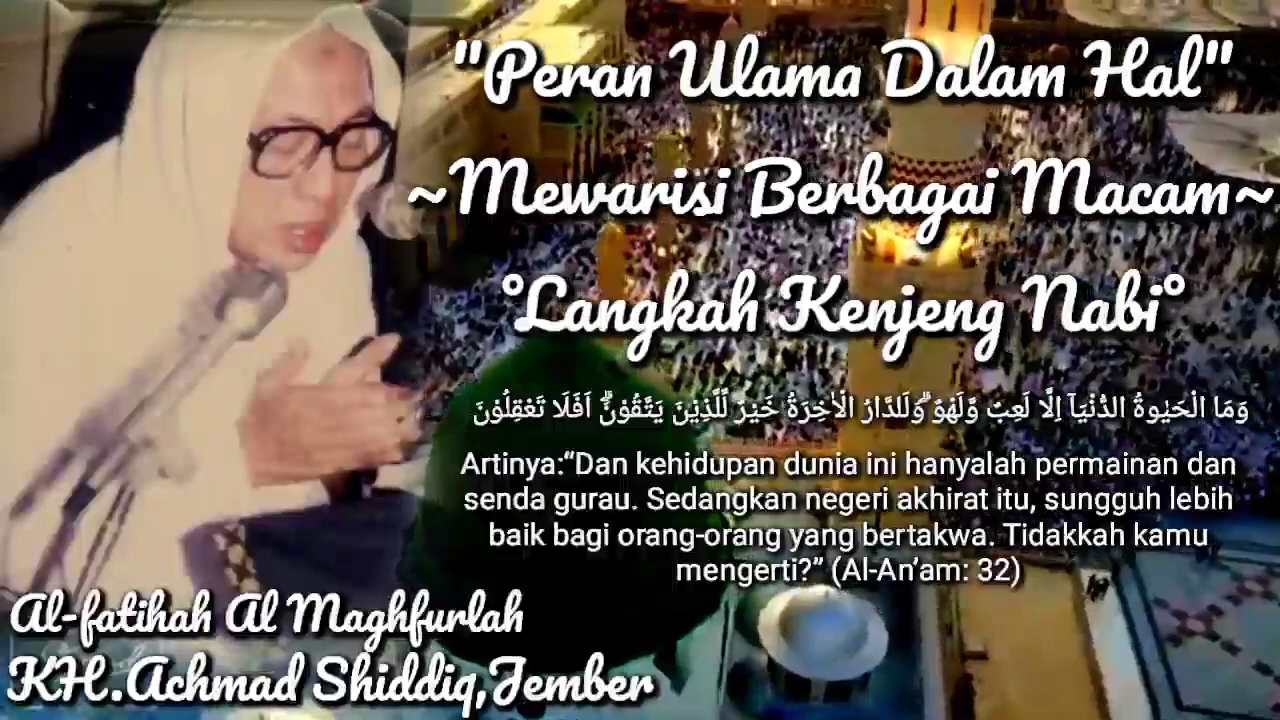 "Peran Ulama Dalam Hal"
~Mewarisi Berbagai Macam~
°Langkah Kenjeng Nabi°
وَمَا الْحَيٰوةُ الدُّنْيَآ اِلَّا لَعِبٌ وَّلَهْوٌ ۗوَلَلدَّارُ الْاٰخِرَةُ خَيْرٌ لِّلَّذِيْنَ يَتَّقُوْنَۗ اَفَلَا تَعْقِلُوْنَ
Artinya:“Dan kehidupan dunia ini hanyalah permainan dan
senda gurau. Sedangkan negeri akhirat itu, sungguh lebih
baik bagi orang-orang yang bertakwa. Tidakkah kamu
mengerti?” (Al-An’am: 32)
Al-fatihah Al Maghfurlah
KH.Achmad Shiddiq,Jember